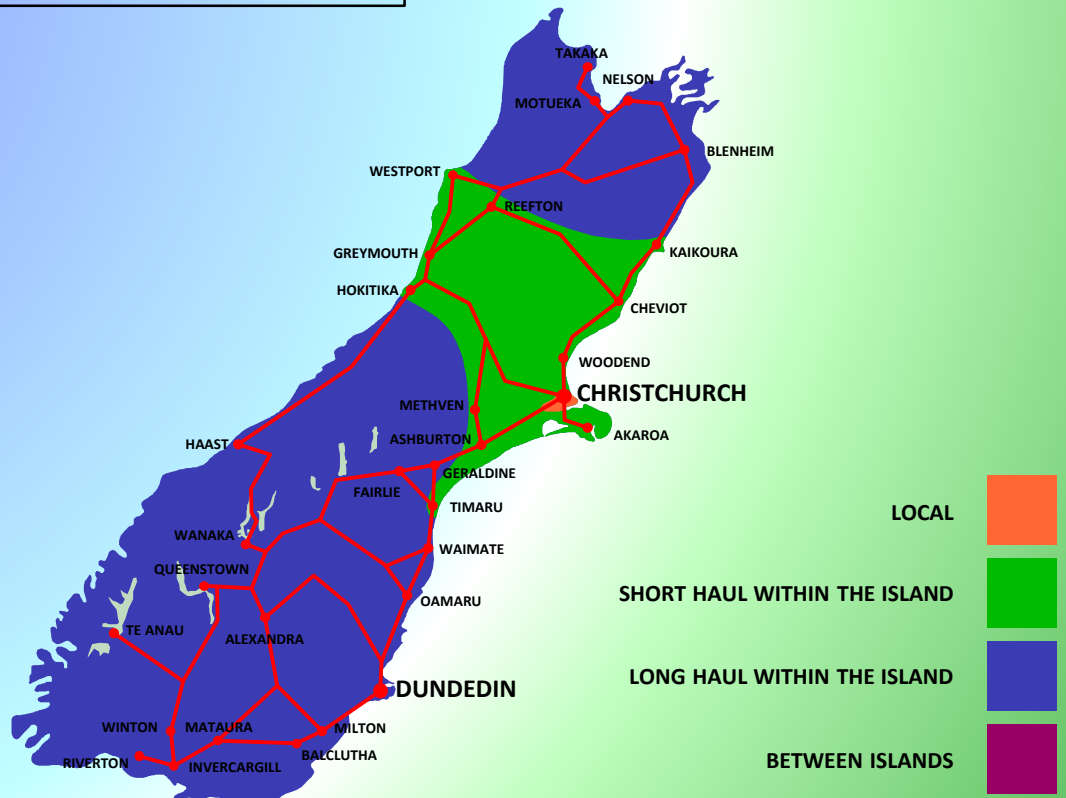 TAKAKA
NELSON
MOTUEKA
BLENHEIM
WESTPORT
REEFTON
KAIKOURA
GREYMOUTH
HOKITIKA
CHEVIOT
WOODEND
CHRISTCHURCH
METHVEN
AKAROA
ASHBURTON
HAAST
GERALDINE
FAIRLIE
TIMARU
WANAKA
WAIMATE
QUEENSTOWN
OAMARU
TE ANAU
ALEXANDRA
DUNDEDIN
WINTON
MATAURA
MILTON
BALCLUTHA
RIVERTON
INVERCARGILL
LOCAL
SHORT HAUL WITHIN THE ISLAND
LONG HAUL WITHIN THE ISLAND
BETWEEN ISLANDS